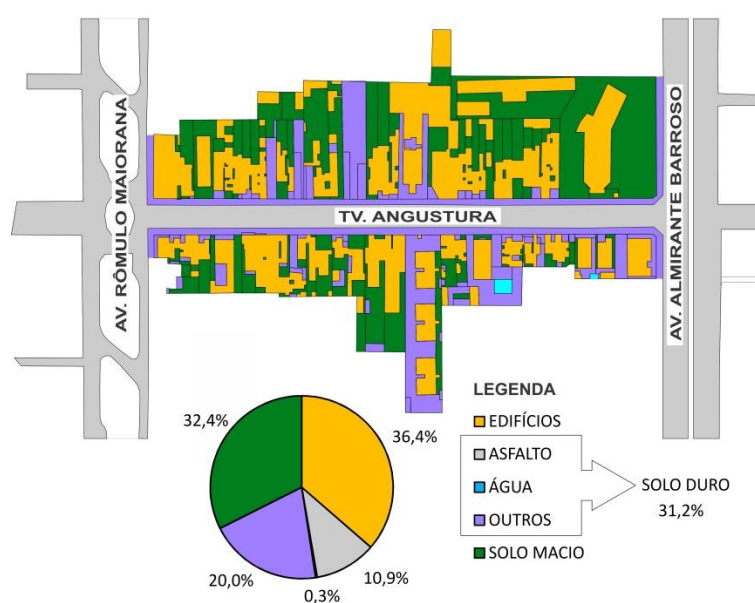 AV. RÔMULO MAIORANA
TV. ANGUSTURA
AV. ALMIRANTE BARROSO
32,4%
36,4%
20,0%
0,3%
10,9%
LEGENDA
EDIFÍCIOS
ASFALTO
ÁGUA
OUTROS
SOLO MACIO
SOLO DURO
31,2%